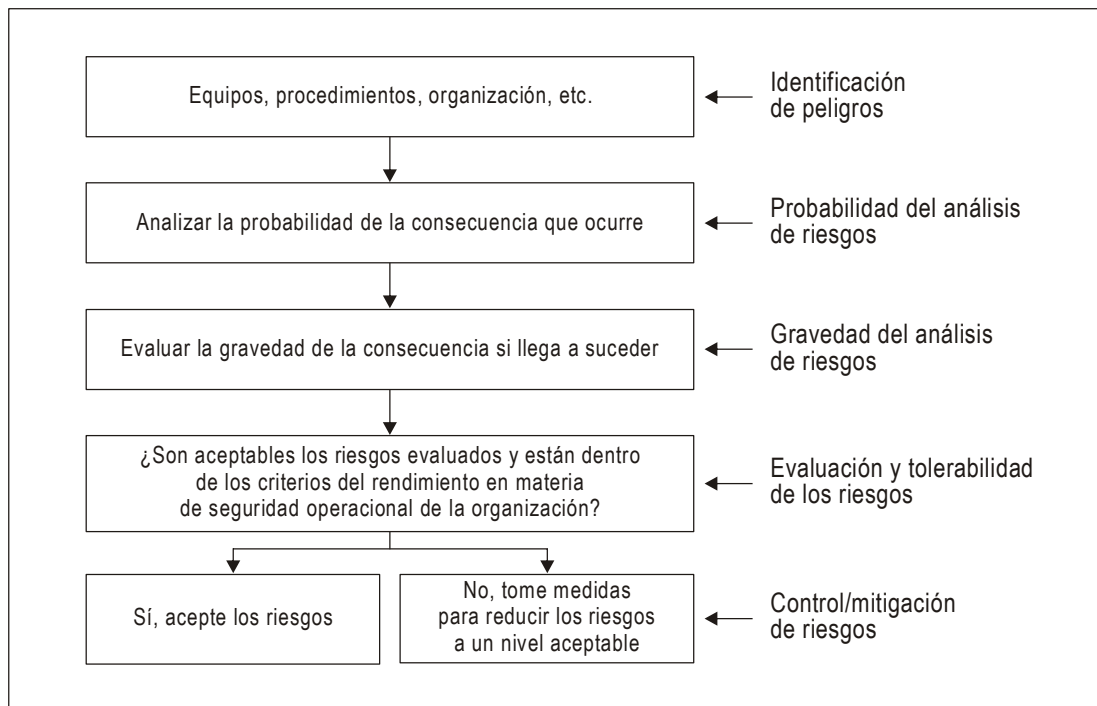 Equipos, procedimientos, organización, etc.
Identificación
de peligros
Analizar la probabilidad de la consecuencia que ocurre
Probabilidad del análisis
de riesgos
Evaluar la gravedad de la consecuencia si llega a suceder
Gravedad del análisis
de riesgos
¿Son aceptables los riesgos evaluados y están dentro
de los criterios del rendimiento en materia
de seguridad operacional de la organización?
Evaluación y tolerabilidad
de los riesgos
Sí, acepte los riesgos
No, tome medidas
para reducir los riesgos
a un nivel aceptable
Control/mitigación
de riesgos